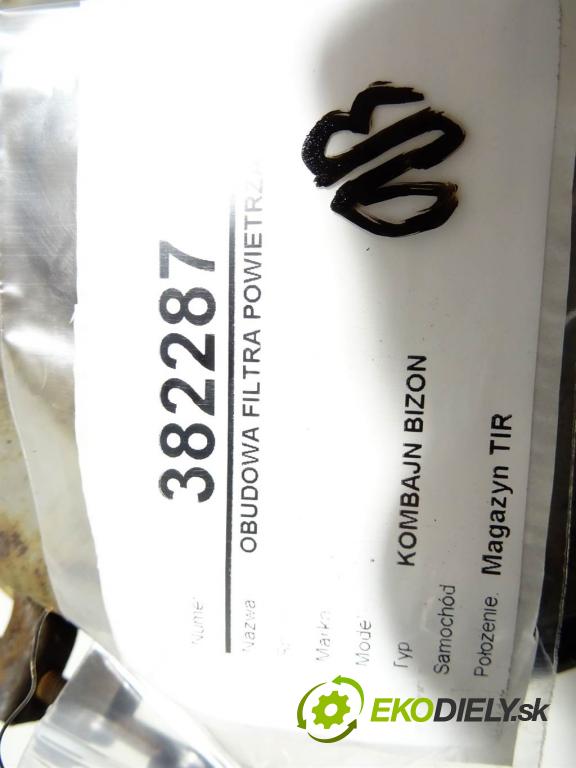 Numer 382287
Nazwa OBUDOWA FILTRA POWIETRZA
Marka
Model
Typ KOMBAJN BIZON
Samochód
Położenie. Magazyn TIR
EKODIELY.sk